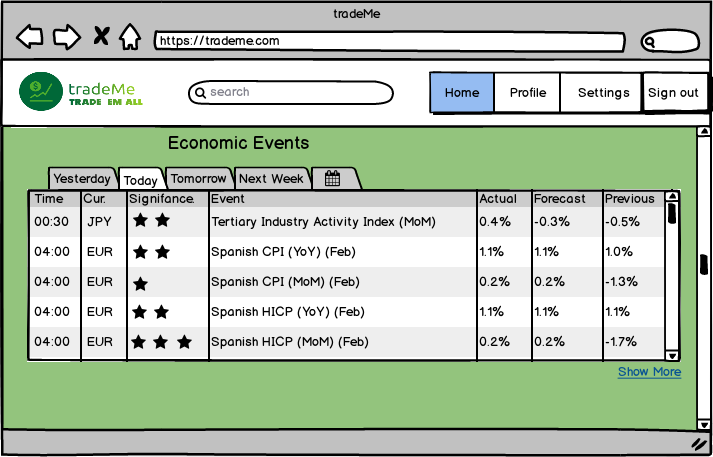 tradeMe
https://trademe.com
tradeMe
TRADE EM ALL
search
Home Profile Settings Sign out
Economic Events
Yesterday Today Tomorrow Next Week
Time Cur. Signifance. Event Actual Forecast Previous
00:30 JPY Tertiary Industry Activity Index (MoM) 0.4% -0.3% -0.5%
04:00 EUR Spanish CPI (YoY) (Feb) 1.1% 1.1% 1.0%
04:00 EUR Spanish CPI (MoM) (Feb) 0.2% 0.2% -1.3%
04:00 EUR Spanish HICP (YoY) (Feb) 1.1% 1.1% 1.1%
04:00 EUR Spanish HICP (MoM) (Feb) 0.2% 0.2% -1.7%
Show More